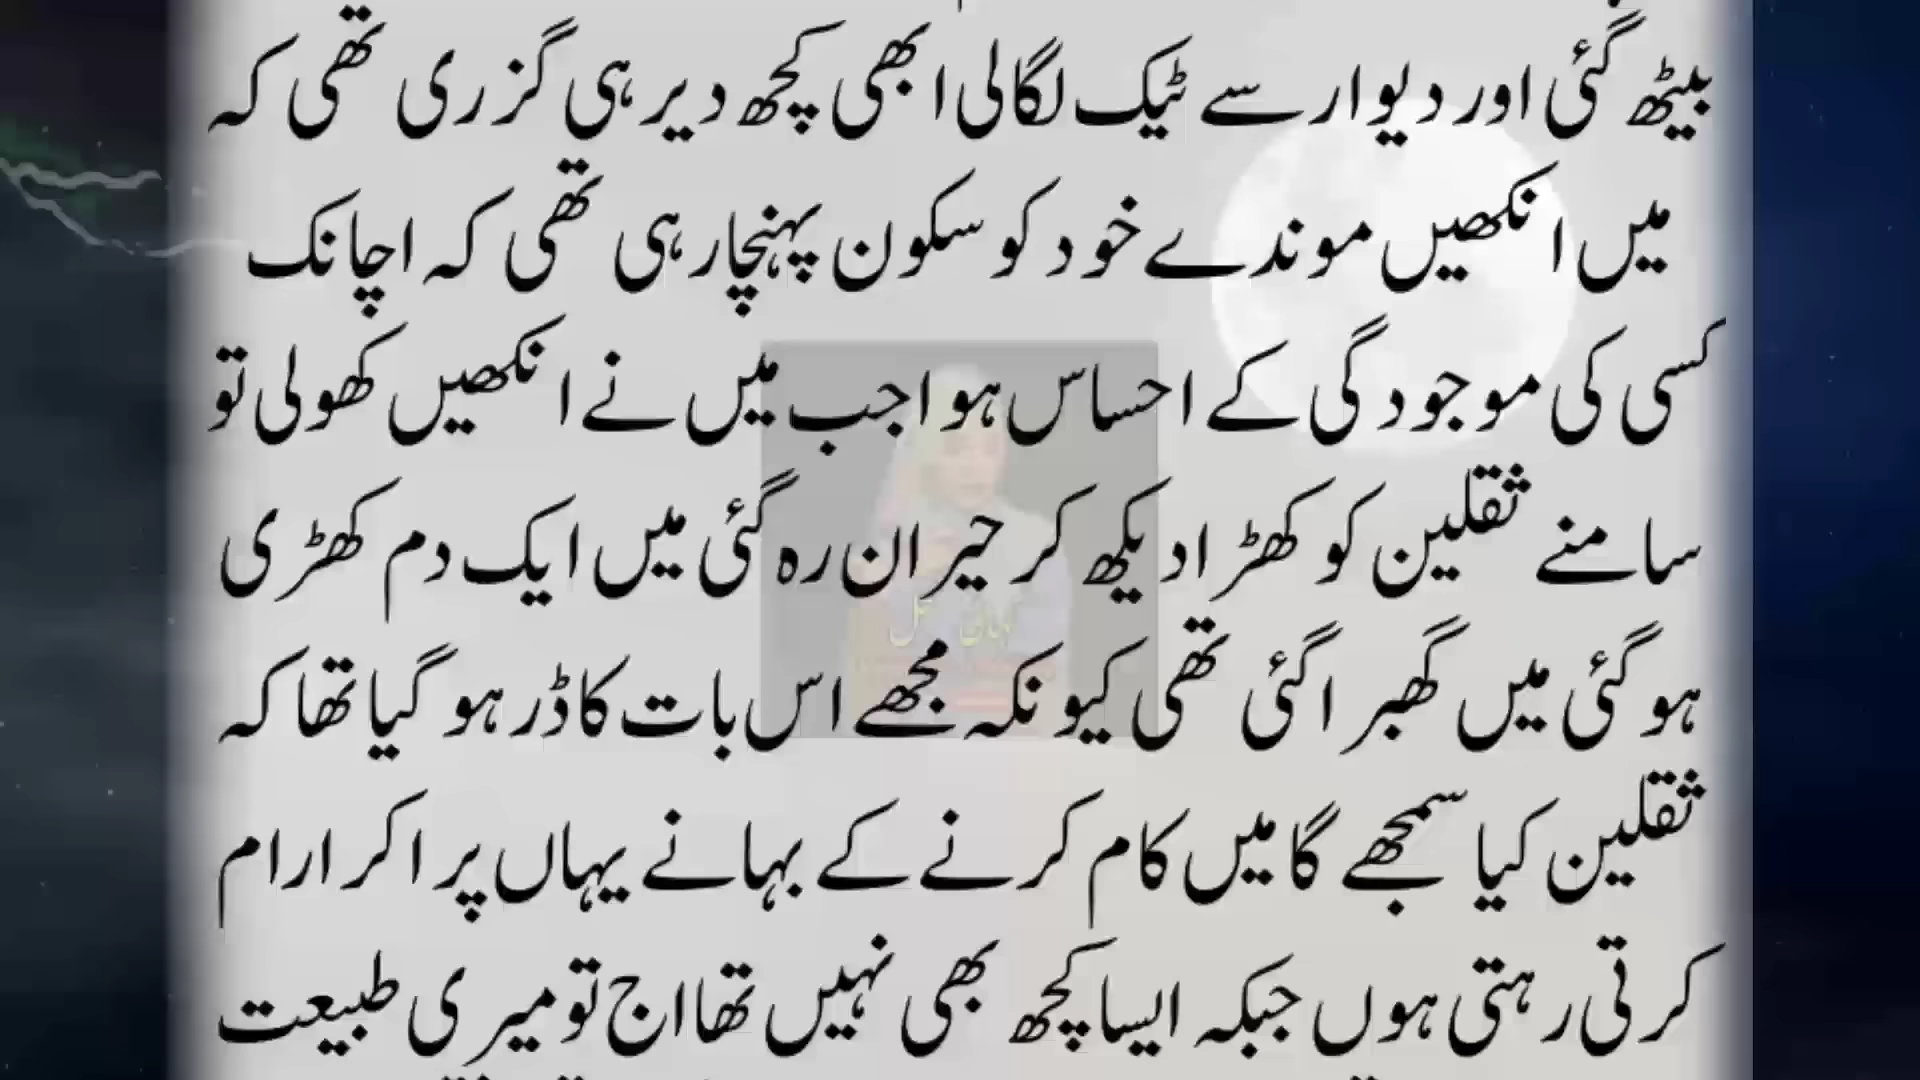 بیٹھ گئی اور دیوار سے ٹیک لگا لی ابھی کچھ دیر ہی گزری تھی کہ
میں انکھیں موندے خود کو سکون پہنچا رہی تھی کہ اچانک
کسی کی موجودگی کے احساس ہوا جب میں نے انکھیں کھولی تو
سامنے ثقلین کو کھڑا دیکھ کر حیران رہ گئی میں ایک دم کھڑی
ہو گئی میں گھبرا گئی تھی کیونکہ مجھے اس بات کا ڈر ہو گیا تھا کہ
ثقلین کیا سمجھے گا میں کام کرنے کے بہانے یہاں پر اکر ارام
کرتی رہتی ہوں جبکہ ایسا کچھ بھی نہیں تھا اج تو میری طبیعت